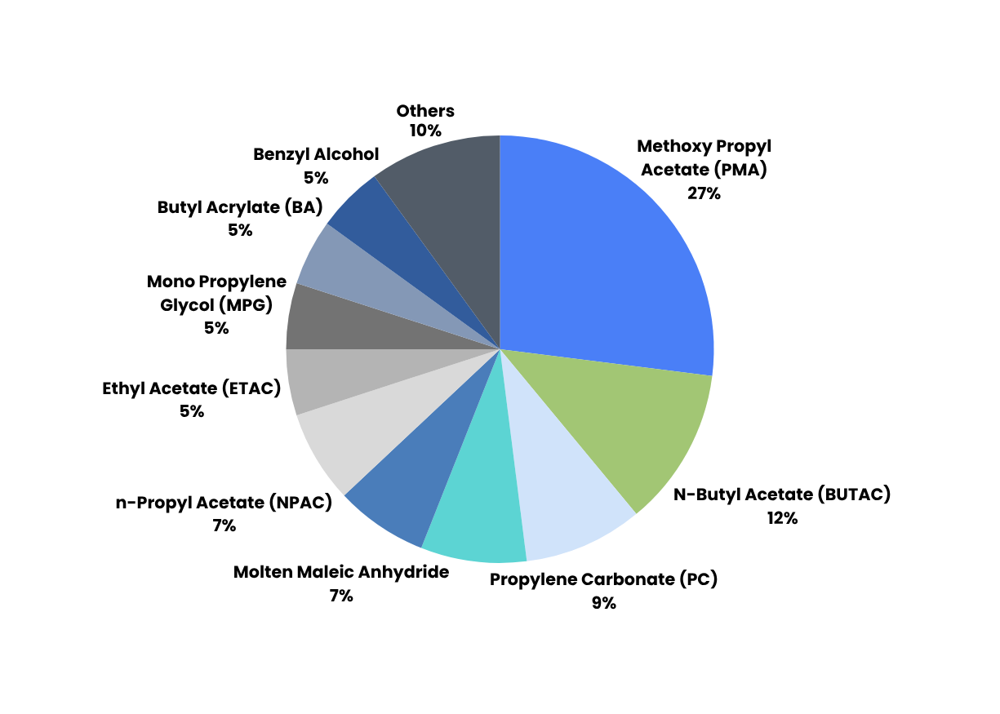 Others
10%
Methoxy Propyl
Acetate (PMA)
27%
Benzyl Alcohol
5%
Butyl Acrylate (BA)
5%
Mono Propylene
Glycol (MPG)
5%
Ethyl Acetate (ETAC)
5%
n-Propyl Acetate (NPAC)
7%
N-Butyl Acetate (BUTAC)
12%
Molten Maleic Anhydride
7%
Propylene Carbonate (PC)
9%